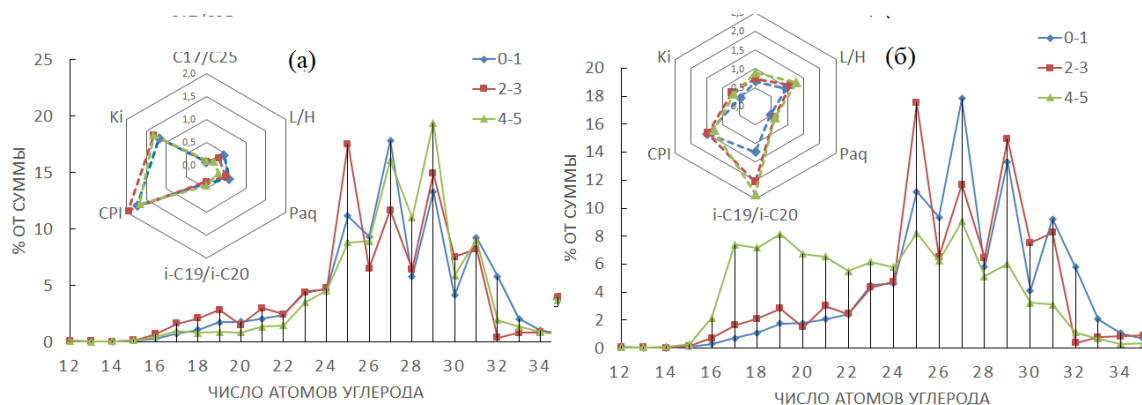 C17/C25
2,0
1,5
1,0
0,5
0,0
L/H
Paq
i-C19/i-C20
CPI
Ki
(а)
0-1
2-3
4-5
25
20
15
10
5
0
% ОТ СУММЫ
12 14 16 18 20 22 24 26 28 30 32 34
ЧИСЛО АТОМОВ УГЛЕРОДА
2,0
1,5
1,0
0,5
0,0
L/H
Paq
i-C19/i-C20
CPI
Ki
(б)
0-1
2-3
4-5
20
18
16
14
12
10
8
6
4
2
0
% ОТ СУММЫ
12 14 16 18 20 22 24 26 28 30 32 34
ЧИСЛО АТОМОВ УГЛЕРОДА